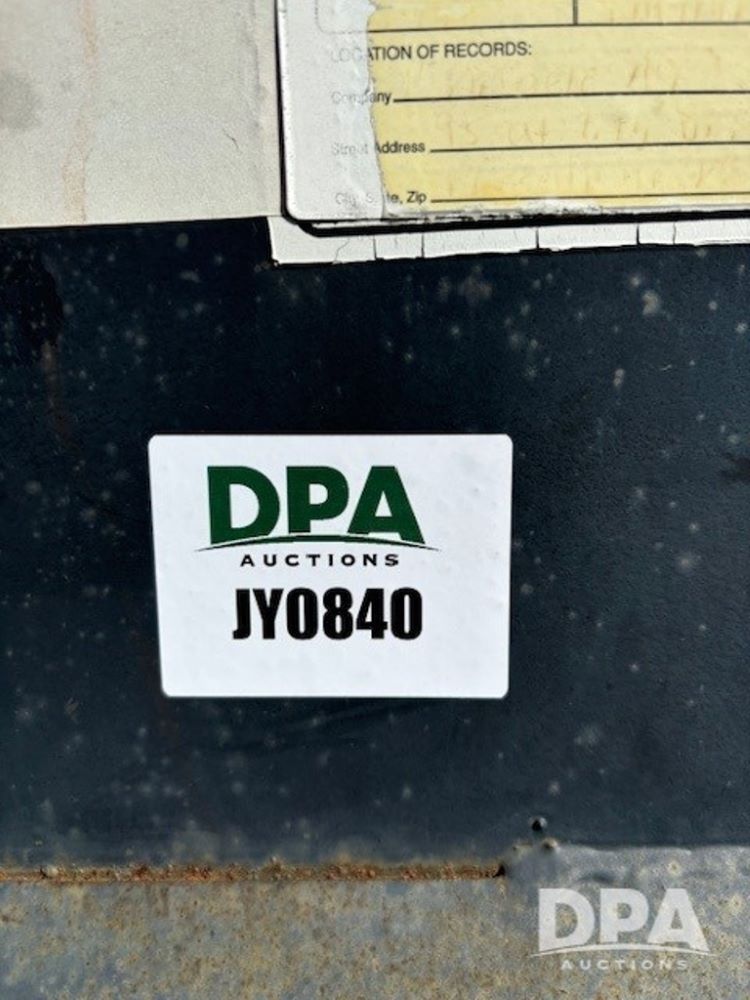 LOCATION OF RECORDS:
Company
Street Address
City, State, Zip
DPA
AUCTIONS
JY0840
DPA
AUCTIONS